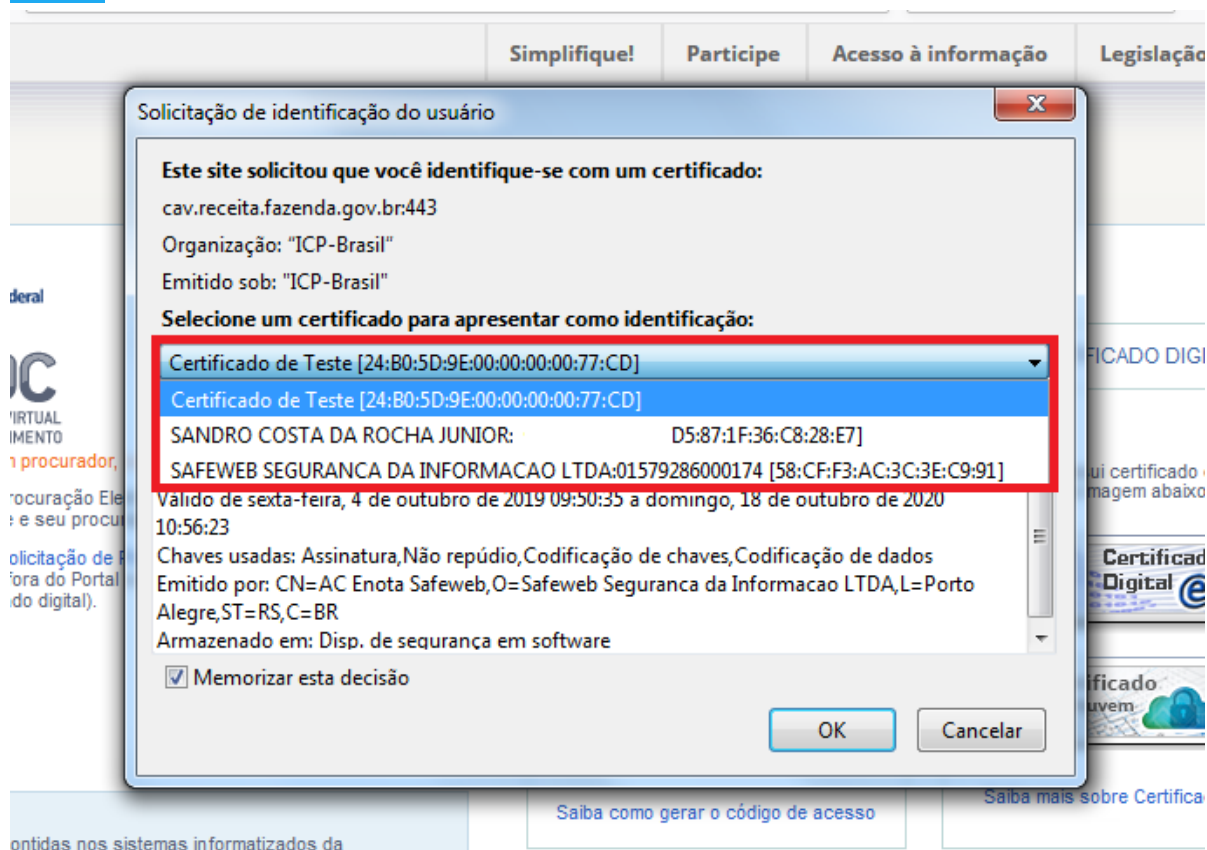 Simplifique! Participe Acesso à informação Legislação
Solicitação de identificação do usuário
x
Este site solicitou que você identifique-se com um certificado:
cav.receita.fazenda.gov.br:443
Organização: "ICP-Brasil"
Emitido sob: "ICP-Brasil"
Selecione um certificado para apresentar como identificação:
Certificado de Teste [24:B0:5D:9E:00:00:00:00:77:CD]
Certificado de Teste [24:B0:5D:9E:00:00:00:00:77:CD]
SANDRO COSTA DA ROCHA JUNIOR: D5:87:1F:36:C8:28:E7]
SAFEWEB SEGURANCA DA INFORMACAO LTDA:01579286000174 [58:CF:F3:AC:3C:3E:C9:91]
Válido de sexta-feira, 4 de outubro de 2019 09:50:35 a domingo, 18 de outubro de 2020
10:56:23
Chaves usadas: Assinatura,Não repúdio,Codificação de chaves,Codificação de dados
Emitido por: CN=AC Enota Safeweb,O=Safeweb Seguranca da Informacao LTDA,L=Porto
Alegre,ST=RS,C=BR
Armazenado em: Disp. de segurança em software
Memorizar esta decisão
OK Cancelar
deral
IRTUAL
IMENTO
procurador,
rocuração Ele
e e seu procu
olicitação de
fora do Portal
do digital).
FICADO DIGI
ui certificado
magem abaixo
Certificad
Digital e
ificado
uvem
Saiba como gerar o código de acesso
Saiba mais sobre Certifica
ontidas nos sistemas informatizados da